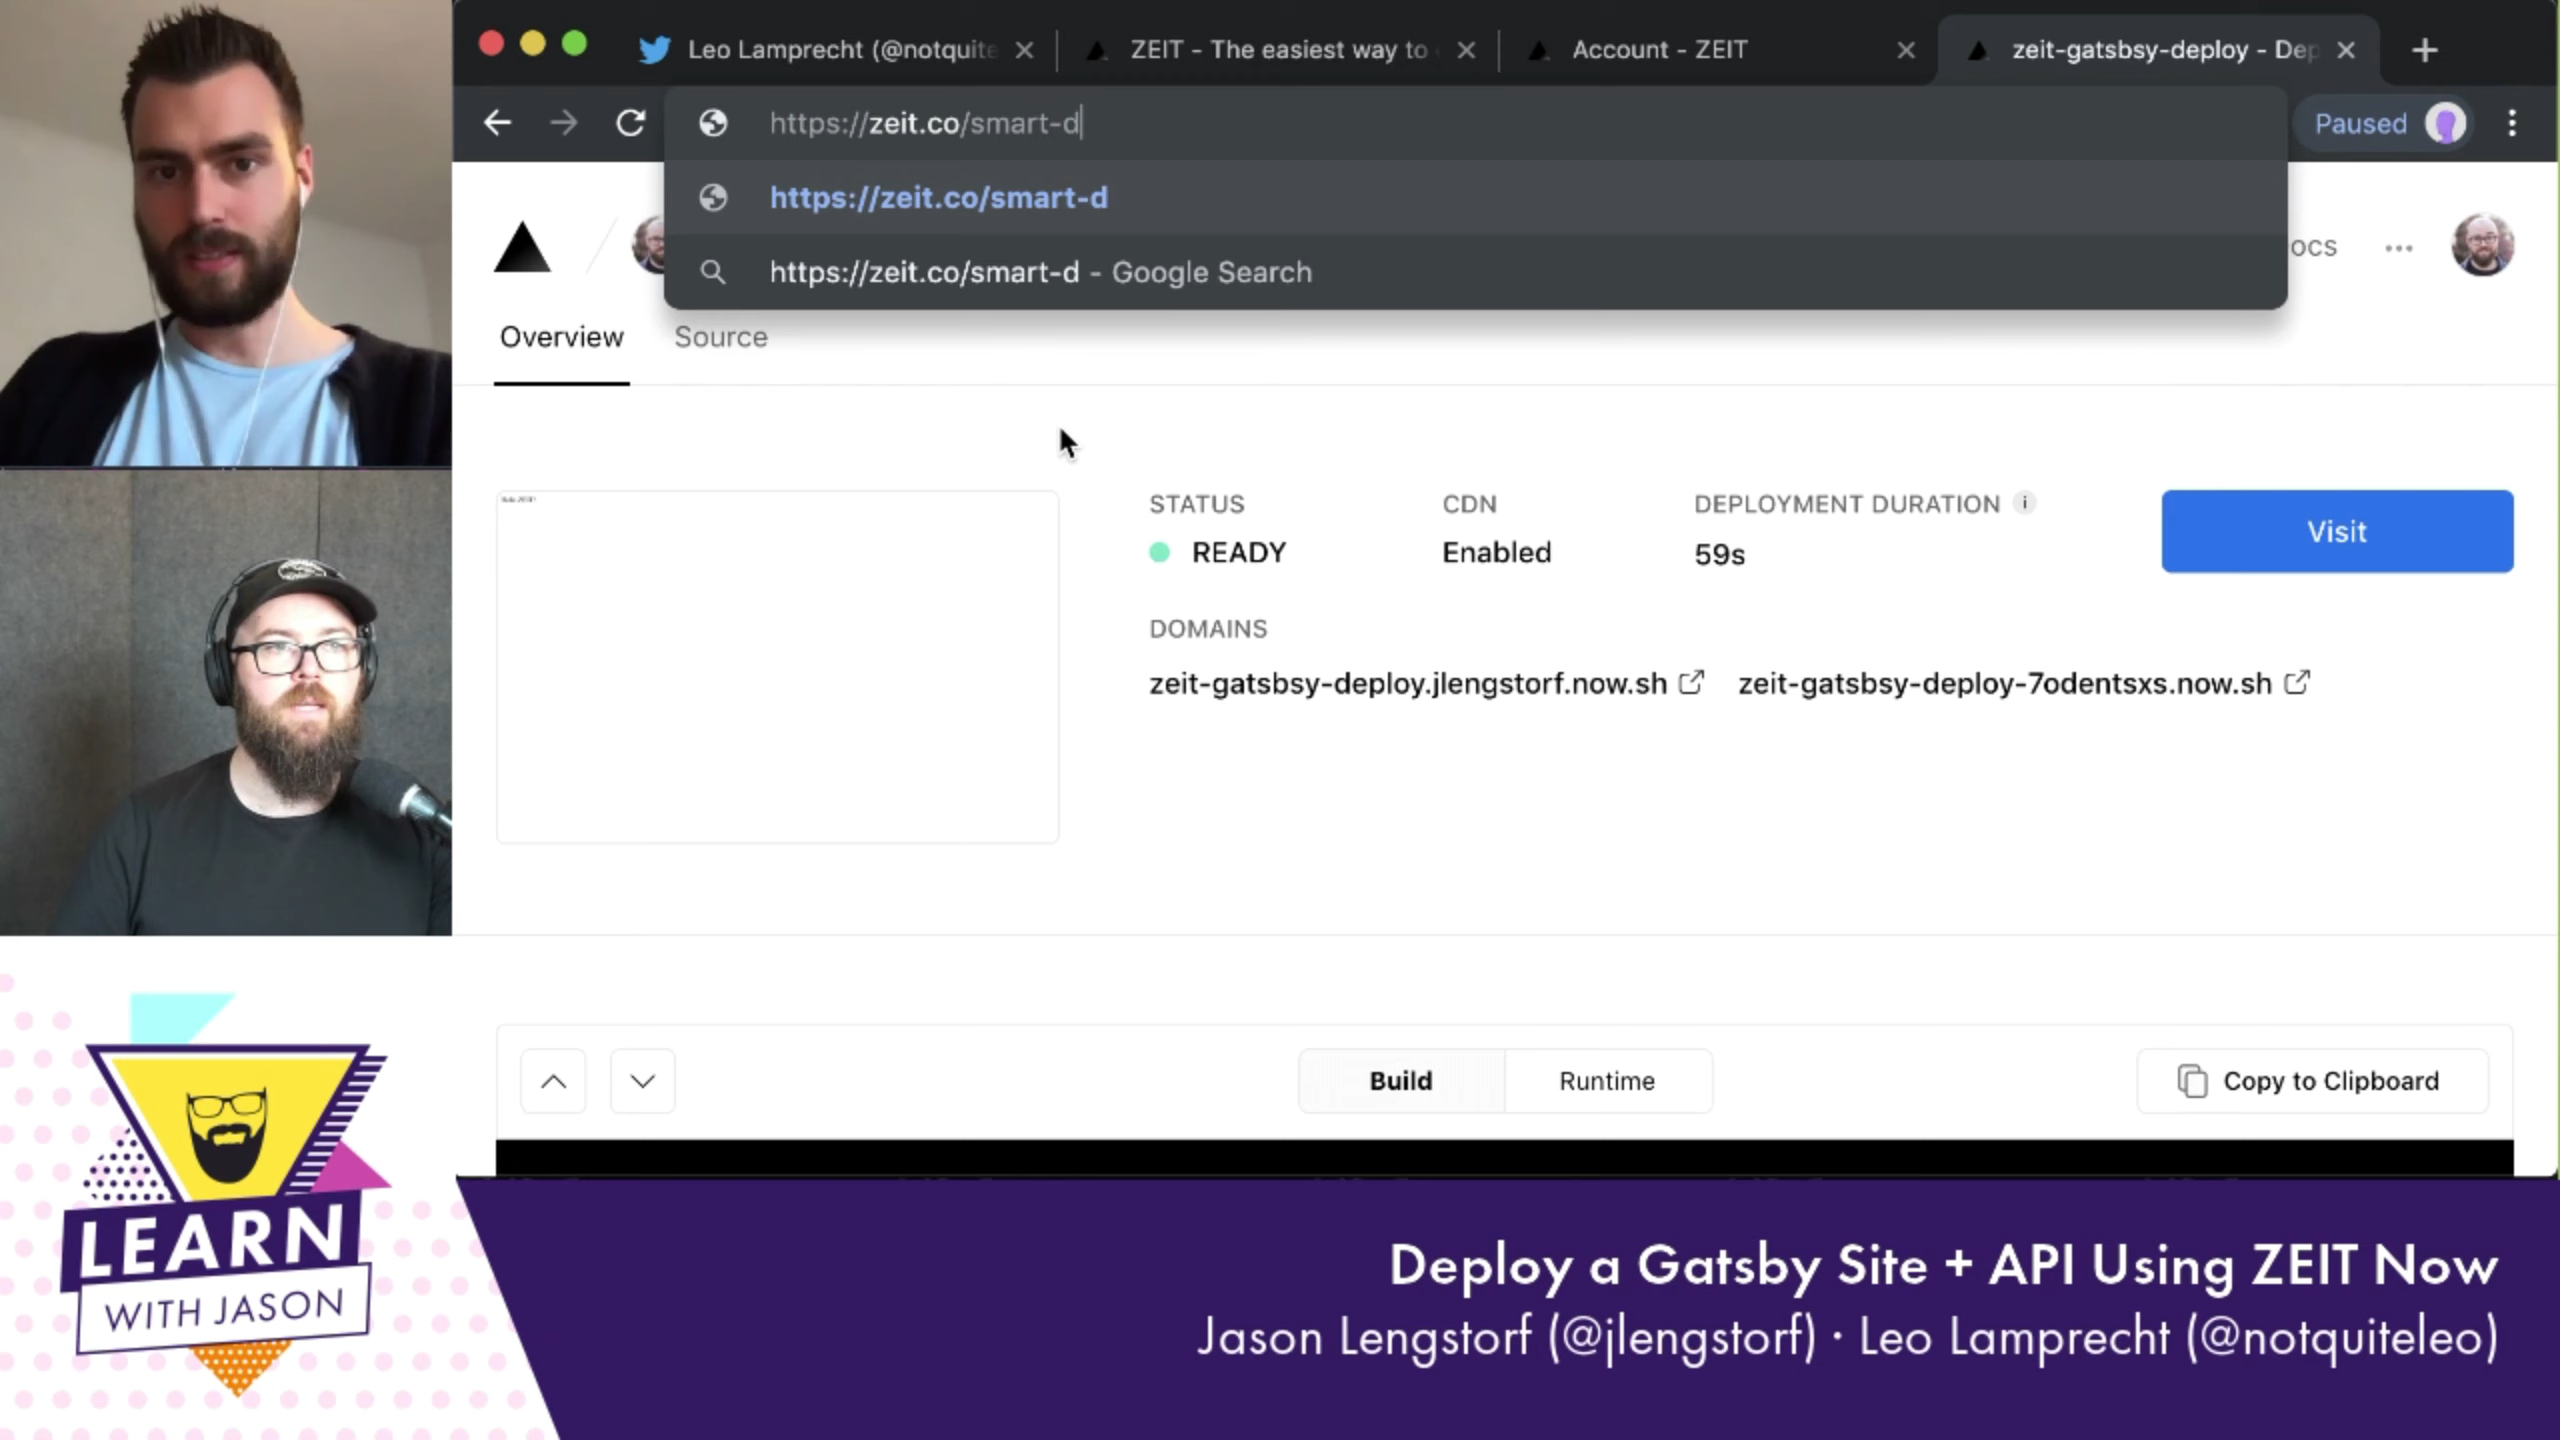 Leo Lamprecht (@notquite
ZEIT - The easiest way to
Account - ZEIT
zeit-gatsbsy-deploy - Dep
https://zeit.co/smart-d
Paused
https://zeit.co/smart-d
https://zeit.co/smart-d - Google Search
ocs
Overview
Source
STATUS
CDN
DEPLOYMENT DURATION
READY
Enabled
59s
Visit
DOMAINS
zeit-gatsbsy-deploy.jlengstorf.now.sh
zeit-gatsbsy-deploy-7odentsxs.now.sh
Build
Runtime
Copy to Clipboard
LEARN
WITH JASON
Deploy a Gatsby Site + API Using ZEIT Now
Jason Lengstorf (@jlengstorf) · Leo Lamprecht (@notquiteleo)